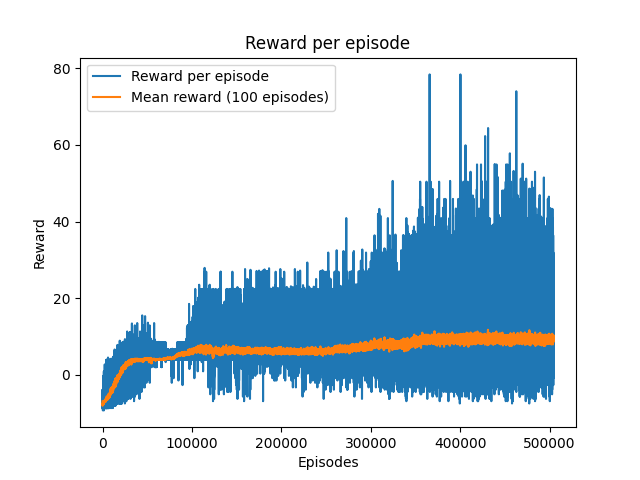 Reward per episode
Reward per episode
Mean reward (100 episodes)
80
60
40
20
0
Reward
0 100000 200000 300000 400000 500000
Episodes